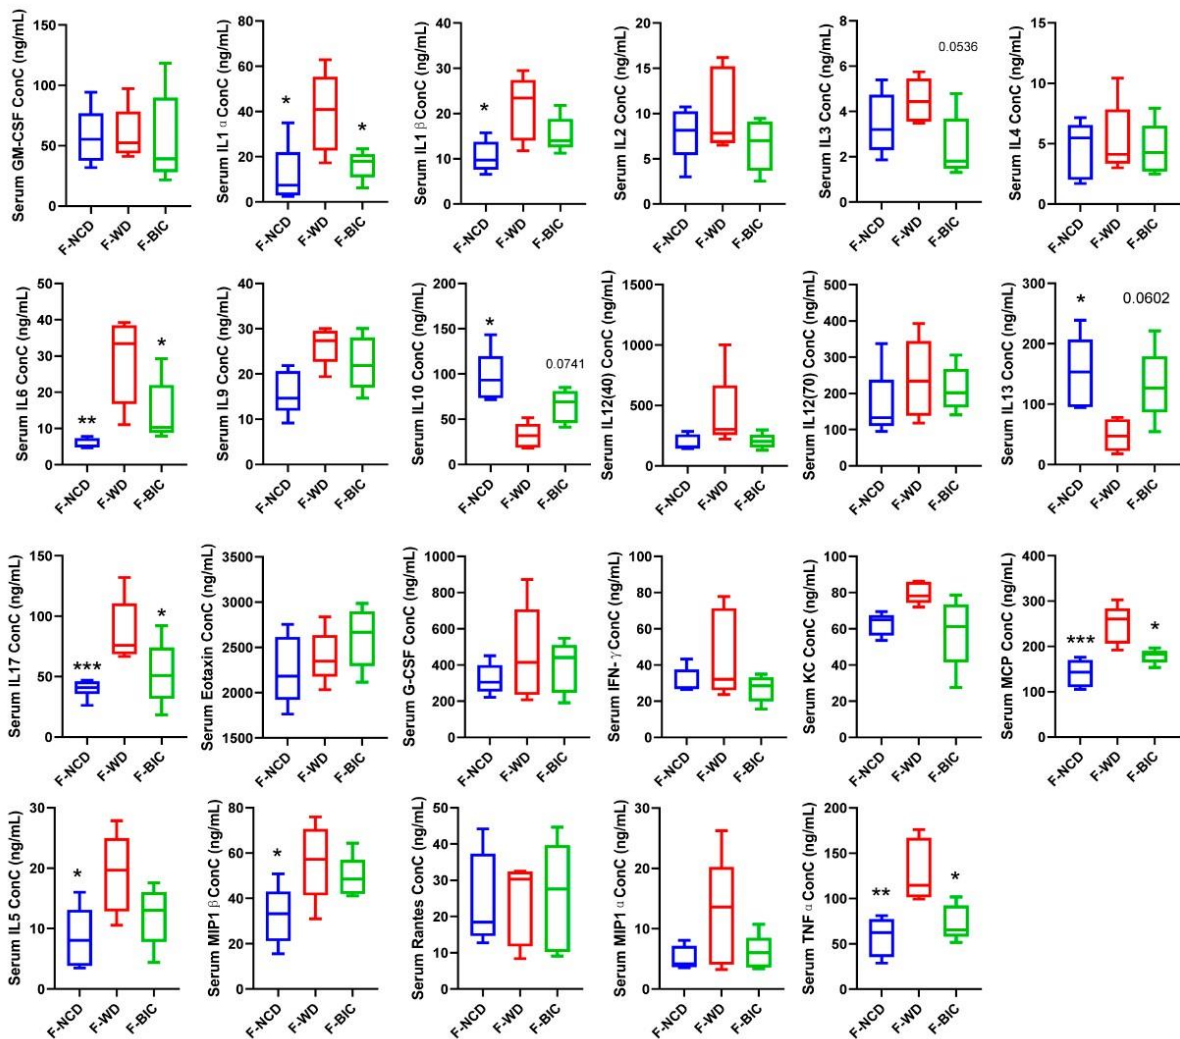 Serum GM-CSF ConC (ng/mL)
150
100
50
0
F-NCD
F-WD
F-BIC
Serum IL1 α ConC (ng/mL)
80
60
40
20
0
*
*
F-NCD
F-WD
F-BIC
Serum IL1 β ConC (ng/mL)
40
30
20
10
0
*
F-NCD
F-WD
F-BIC
Serum IL2 ConC (ng/mL)
20
15
10
5
0
F-NCD
F-WD
F-BIC
Serum IL3 ConC (ng/mL)
8
6
4
2
0
0.0536
F-NCD
F-WD
F-BIC
Serum IL4 ConC (ng/mL)
15
10
5
0
F-NCD
F-WD
F-BIC
Serum IL6 ConC (ng/mL)
50
40
30
20
10
0
**
*
F-NCD
F-WD
F-BIC
Serum IL9 ConC (ng/mL)
40
30
20
10
0
F-NCD
F-WD
F-BIC
Serum IL10 ConC (ng/mL)
200
150
100
50
0
*
0.0741
F-NCD
F-WD
F-BIC
Serum IL12(40) ConC (ng/mL)
1500
1000
500
0
F-NCD
F-WD
F-BIC
Serum IL12(70) ConC (ng/mL)
500
400
300
200
100
0
F-NCD
F-WD
F-BIC
Serum IL13 ConC (ng/mL)
300
200
100
0
*
0.0602
F-NCD
F-WD
F-BIC
Serum IL17 ConC (ng/mL)
150
100
50
0
***
*
F-NCD
F-WD
F-BIC
Serum Eotaxin ConC (ng/mL)
3500
3000
2500
2000
1500
F-NCD
F-WD
F-BIC
Serum G-CSF ConC (ng/mL)
1000
800
600
400
200
0
F-NCD
F-WD
F-BIC
Serum IFN- γ ConC (ng/mL)
100
80
60
40
20
0
F-NCD
F-WD
F-BIC
Serum KC ConC (ng/mL)
100
80
60
40
20
0
F-NCD
F-WD
F-BIC
Serum MCP ConC (ng/mL)
400
300
200
100
0
***
*
F-NCD
F-WD
F-BIC
Serum IL5 ConC (ng/mL)
30
20
10
0
*
F-NCD
F-WD
F-BIC
Serum MIP1 β ConC (ng/mL)
80
60
40
20
0
*
F-NCD
F-WD
F-BIC
Serum Rantes ConC (ng/mL)
50
40
30
20
10
0
F-NCD
F-WD
F-BIC
Serum MIP1 α ConC (ng/mL)
30
20
10
0
F-NCD
F-WD
F-BIC
Serum TNF α ConC (ng/mL)
200
150
100
50
0
**
*
F-NCD
F-WD
F-BIC